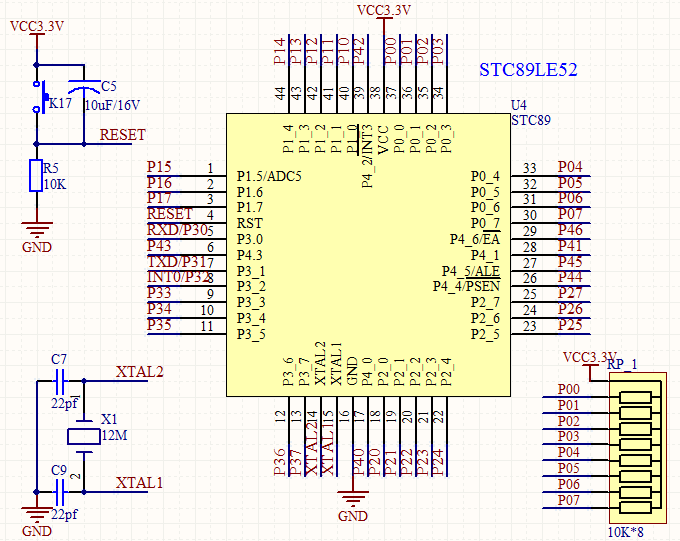 VCC3.3V
K17
C5
10uF/16V
RESET
R5
10K
GND
VCC3.3V
STC89LE52
U4
STC89
P14
P13
P12
P11
P10
P42
P00
P01
P02
P03
44
43
42
41
40
39
38
37
36
35
34
P1_4
P1_3
P1_2
P1_1
P1_0
P4_2/INT3
VCC
P0_0
P0_1
P0_2
P0_3
P15 1 P1.5/ADC5
P16 2 P1.6
P17 3 P1.7
RESET 4 RST
RXD/P30 5 P3.0
P43 6 P4.3
TXD/P31 7 P3_1
INT0/P32 8 P3_2
P33 9 P3_3
P34 10 P3_4
P35 11 P3_5
P0_4 33 P04
P0_5 32 P05
P0_6 31 P06
P0_7 30 P07
P4_6/EA 29 P46
P4_1 28 P41
P4_5/ALE 27 P45
P4_4/PSEN 26 P44
P2_7 25 P27
P2_6 24 P26
P2_5 23 P25
P3_6
P3_7
XTAL2
XTAL1
GND
P4_0
P2_0
P2_1
P2_2
P2_3
P2_4
12
13
14
15
16
17
18
19
20
21
22
P36
P37
XTAL2
XTAL1
P40
P20
P21
P22
P23
P24
GND
C7
22pf
XTAL2
1
X1
12M
2
C9
22pf
XTAL1
GND
VCC3.3V
RP_1
P00
P01
P02
P03
P04
P05
P06
P07
10K*8